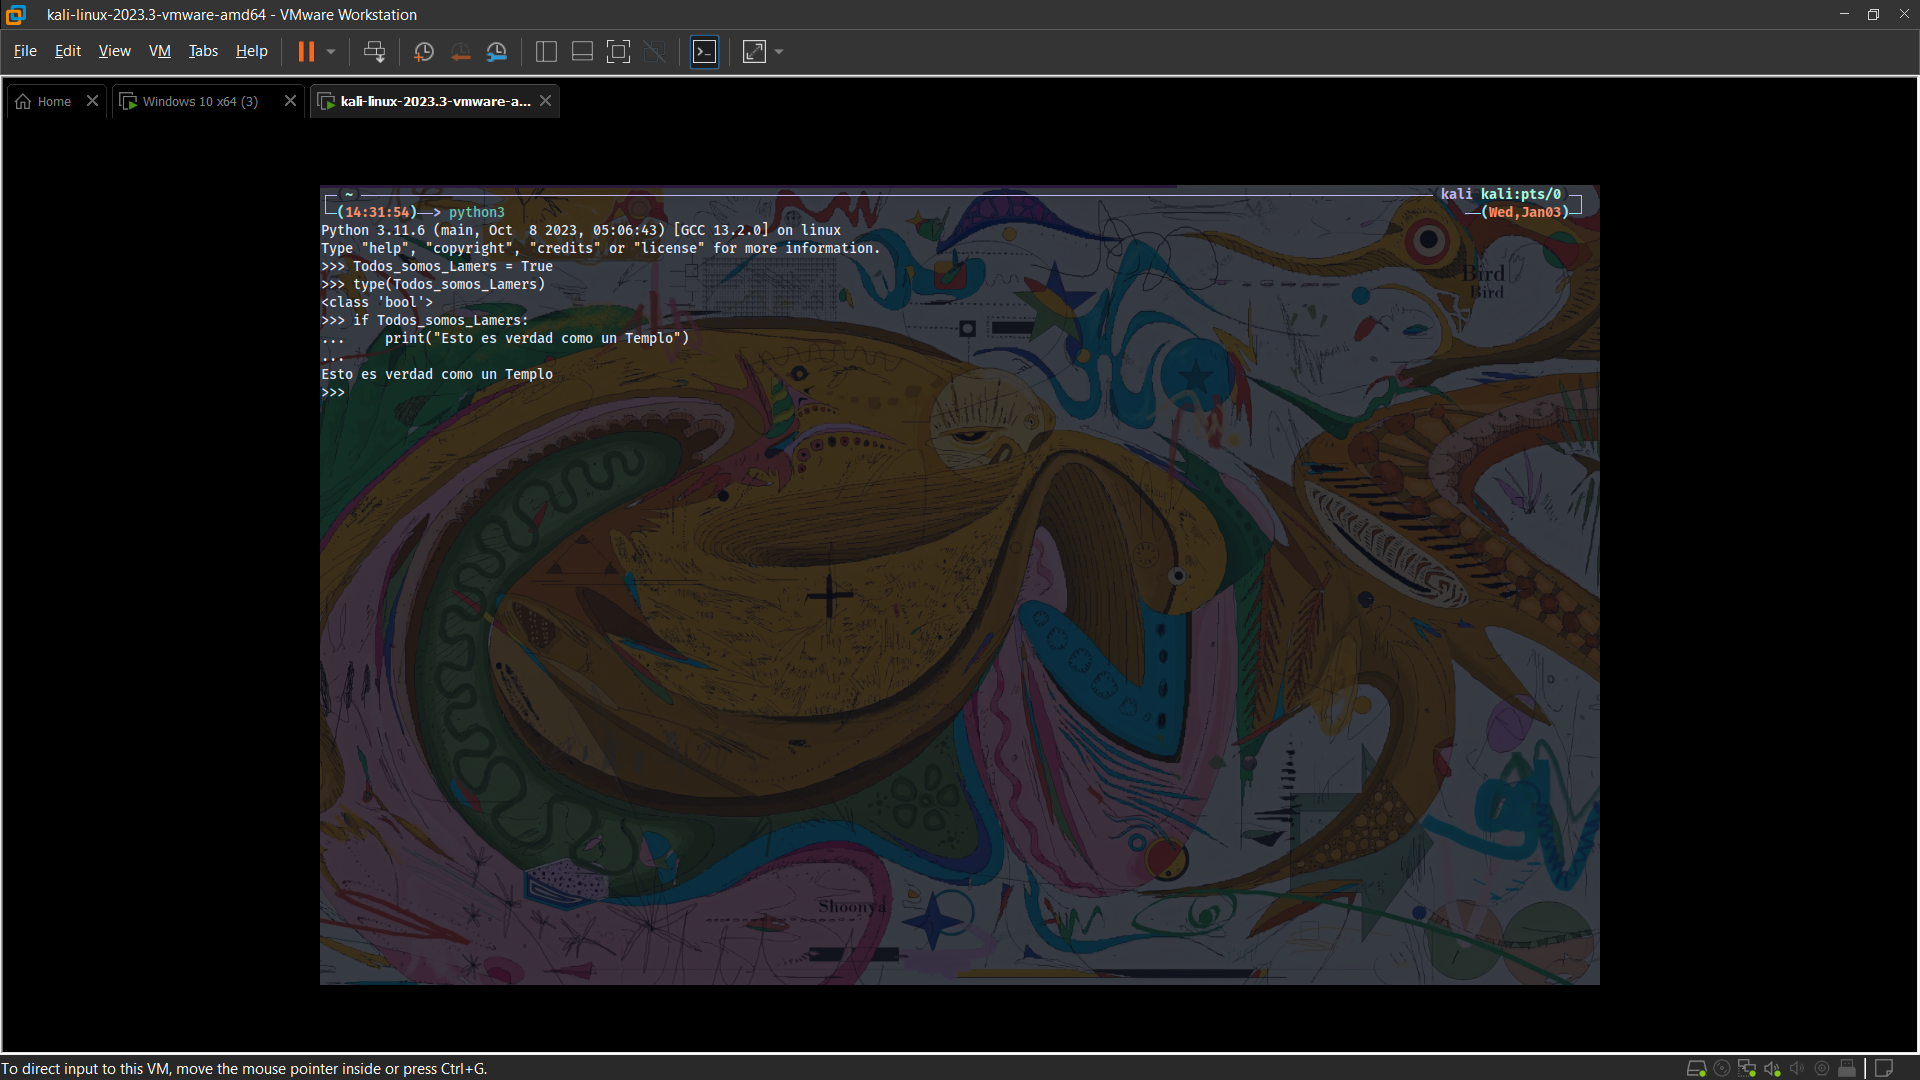 kali-linux-2023.3-vmware-amd64 - VMware Workstation
File Edit View VM Tabs Help
Home Windows 10 x64 (3) kali-linux-2023.3-vmware-a...
~ kali kali:pts/0
(14:31:54)—> python3 (Wed,Jan03)
Python 3.11.6 (main, Oct  8 2023, 05:06:43) [GCC 13.2.0] on linux
Type "help", "copyright", "credits" or "license" for more information.
>>> Todos_somos_Lamers = True
>>> type(Todos_somos_Lamers)
<class 'bool'>
>>> if Todos_somos_Lamers:
...     print("Esto es verdad como un Templo")
...
Esto es verdad como un Templo
>>>
Bird
Bird
Shoonya
To direct input to this VM, move the mouse pointer inside or press Ctrl+G.